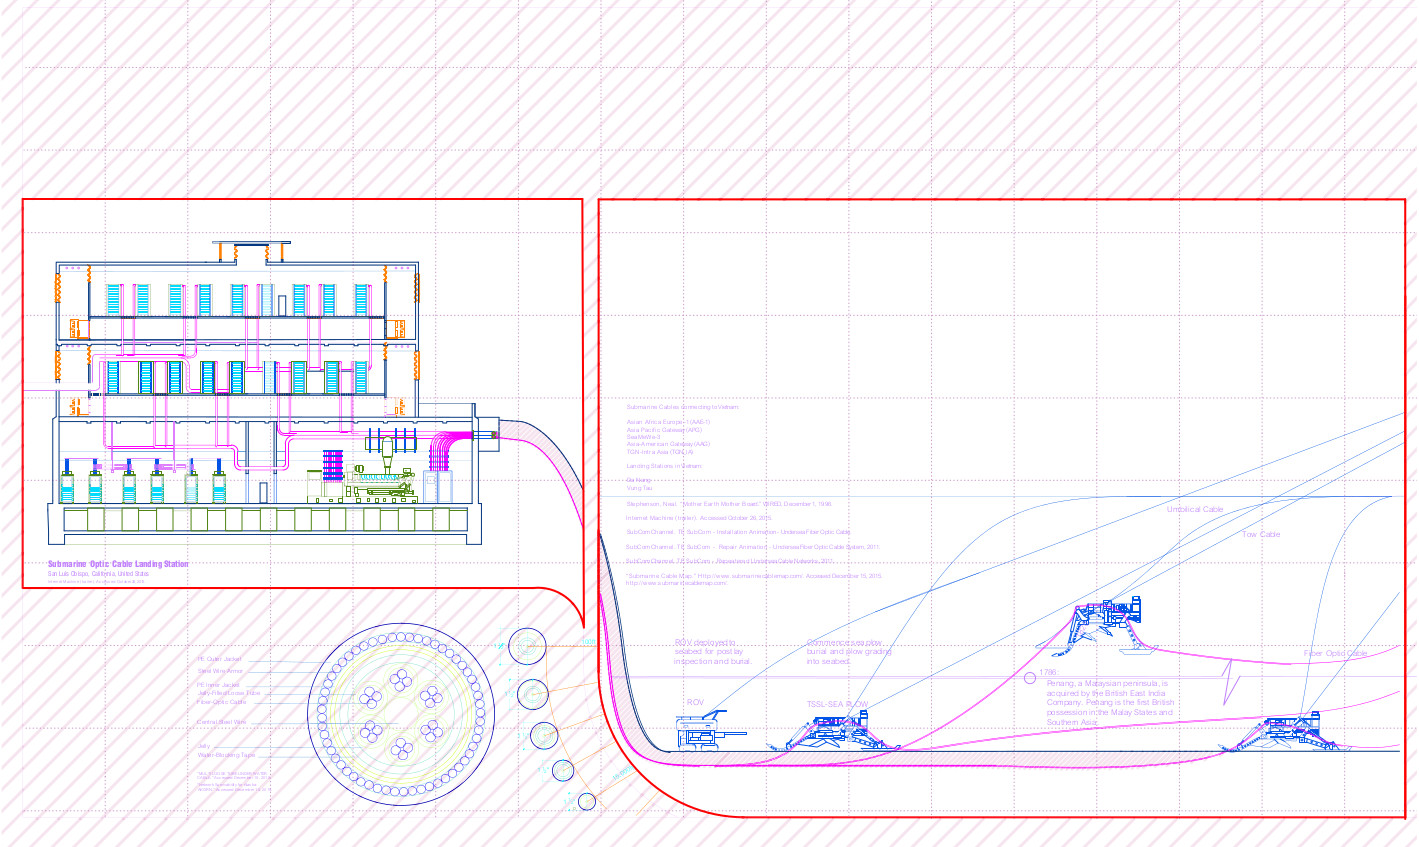 Submarine Optic Cable Landing Station
San Luis Obispo, California, United States
PE Outer Jacket
Steel Wire Armor
PE Inner Jacket
Jelly-Filled Loose Tube
Fiber-Optic Cable
Central Steel Wire
Jelly
Water-Blocking Tape
Submarine Cables connecting to Vietnam:
Asian Africa Europe-1 (AAE-1)
Asia Pacific Gateway (APG)
SeaMeWe-3
Asia-American Gateway (AAG)
TGN-Intra Asia (TGN-IA)
Landing Stations in Vietnam:
Da Nang
Vung Tau
Stephenson, Neal. "Mother Earth Mother Board." WIRED, December 1, 1996.
Internet Machine (trailer). Accessed October 26, 2015.
SubComChannel. TE SubCom - Installation Animation - Undersea Fiber Optic Cable
SubComChannel. TE SubCom - Repair Animation - Undersea Fiber Optic Cable System, 2011.
SubComChannel. TE SubCom - Repeatered Undersea Cable Networks, 2011.
"Submarine Cable Map." Http://www.submarinecablemap.com/. Accessed December 15, 2015.
http://www.submarinecablemap.com/
Umbilical Cable
Tow Cable
Fiber Optic Cable
ROV deployed to
seabed for post lay
inspection and burial.
Commence sea plow
burial and plow grading
into seabed.
ROV
TSSL-SEA PLOW
1786:
Penang, a Malaysian peninsula, is
acquired by the British East India
Company. Penang is the first British
possession in the Malay States and
Southern Asia.